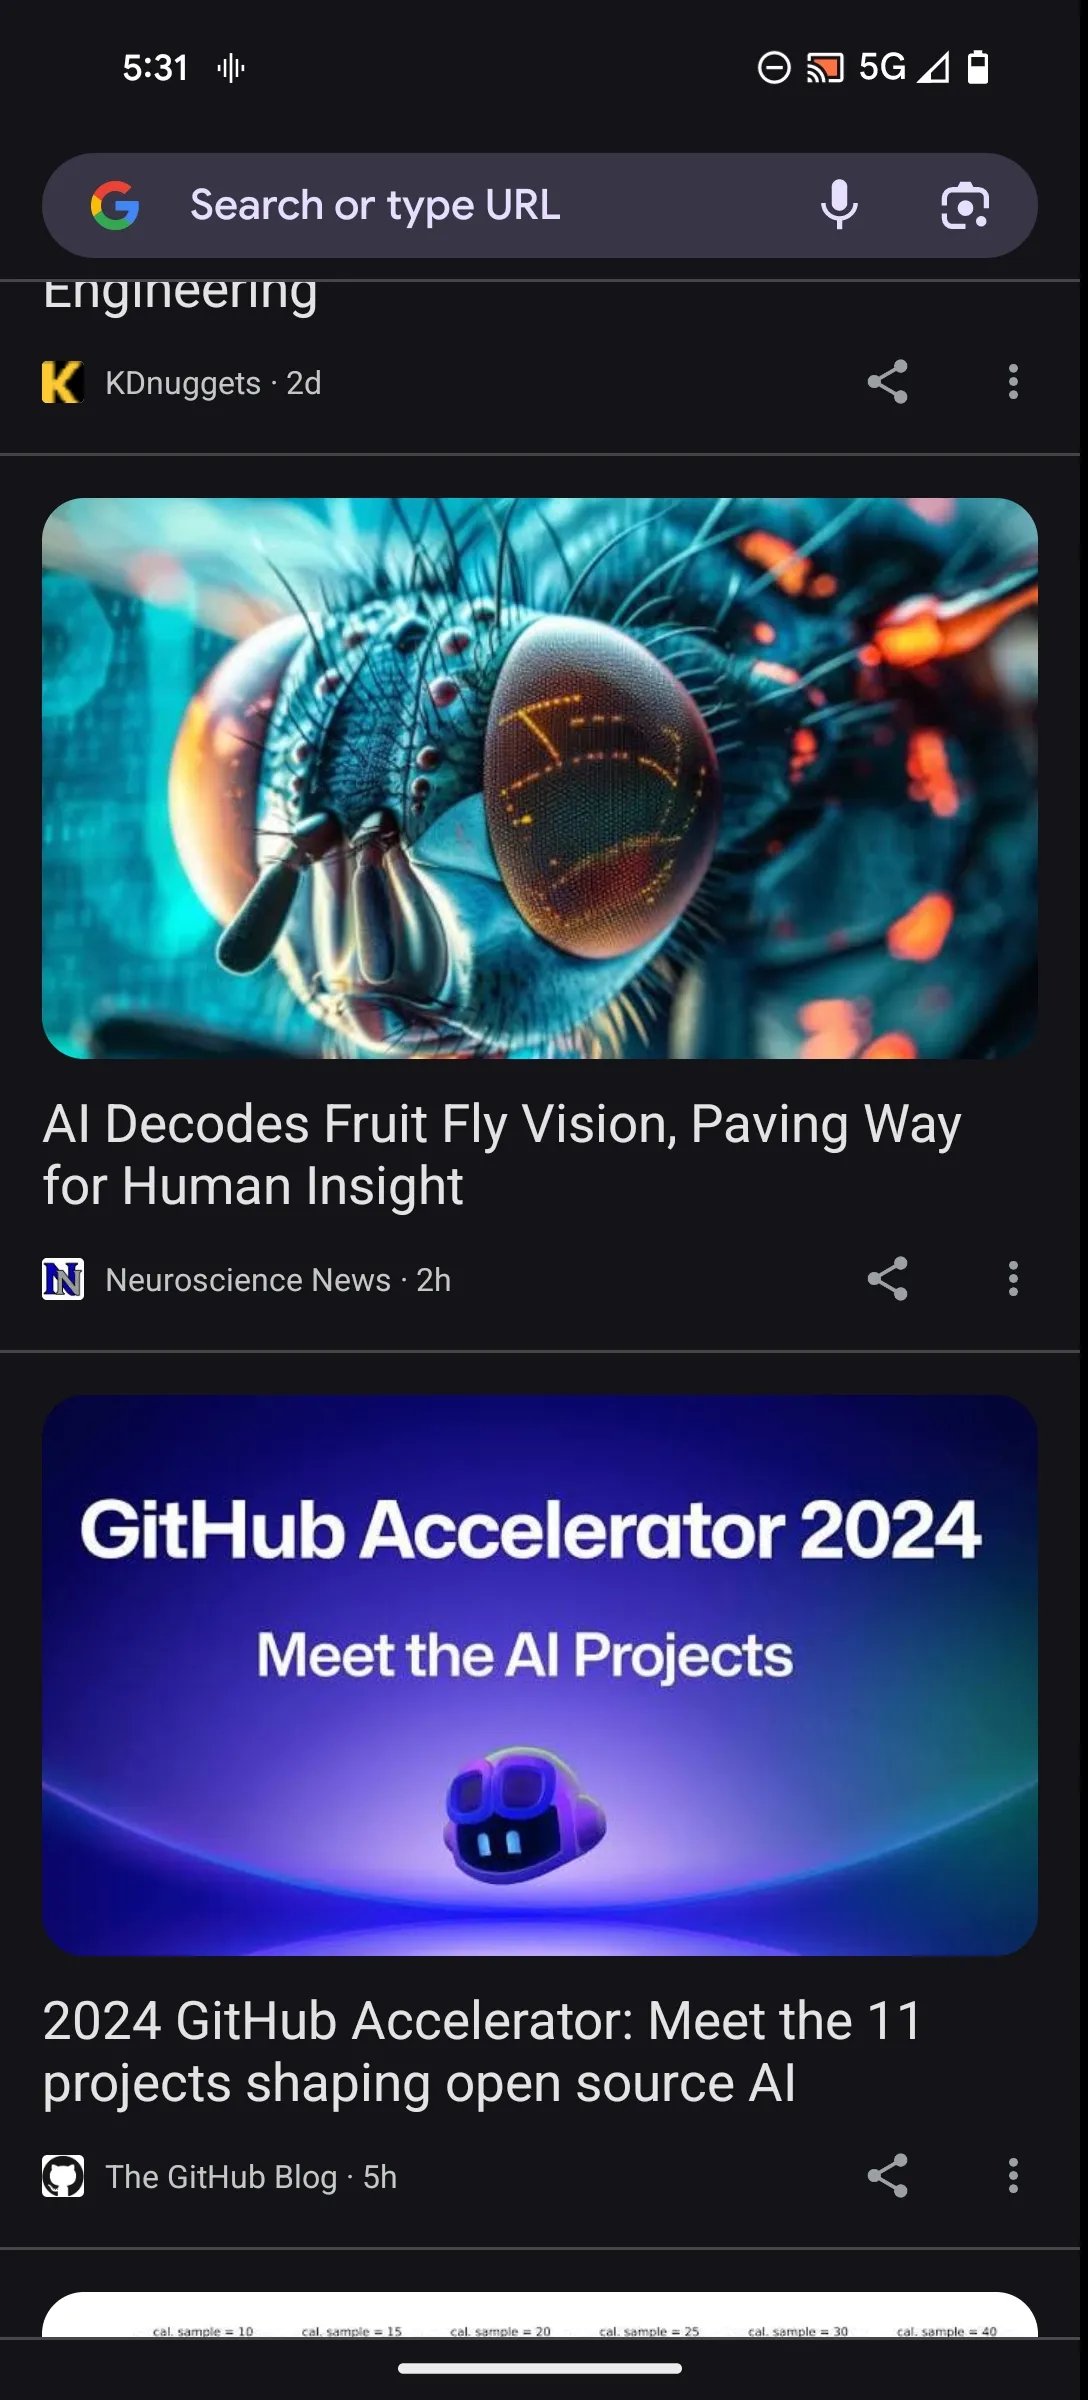 5:31
5G
Search or type URL
Engineering
KDnuggets · 2d
AI Decodes Fruit Fly Vision, Paving Way
for Human Insight
Neuroscience News · 2h
GitHub Accelerator 2024
Meet the AI Projects
2024 GitHub Accelerator: Meet the 11
projects shaping open source AI
The GitHub Blog · 5h
cal. sample = 10 cal. sample = 15 cal. sample = 20 cal. sample = 25 cal. sample = 30 cal. sample = 40